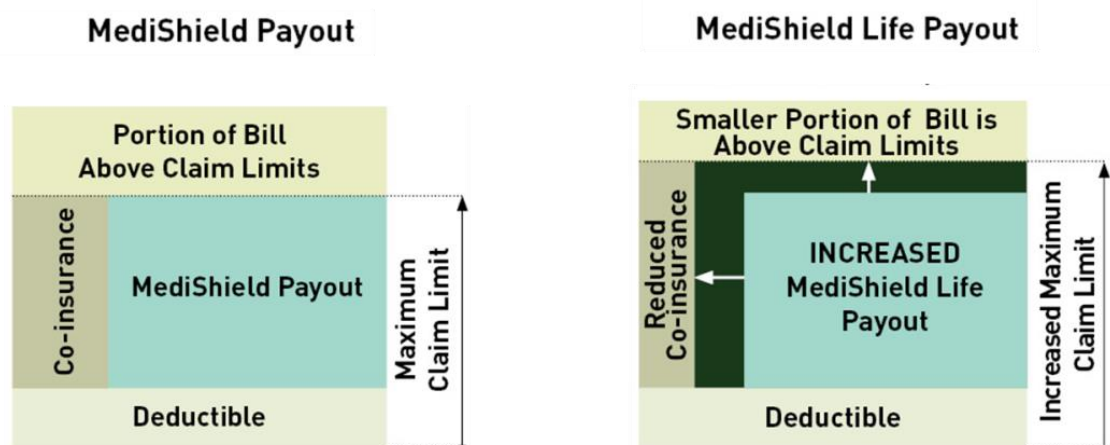 MediShield Payout
Portion of Bill
Above Claim Limits
Co-insurance
MediShield Payout
Maximum
Claim Limit
Deductible
MediShield Life Payout
Smaller Portion of Bill is
Above Claim Limits
Reduced
Co-insurance
INCREASED
MediShield Life
Payout
Increased Maximum
Claim Limit
Deductible